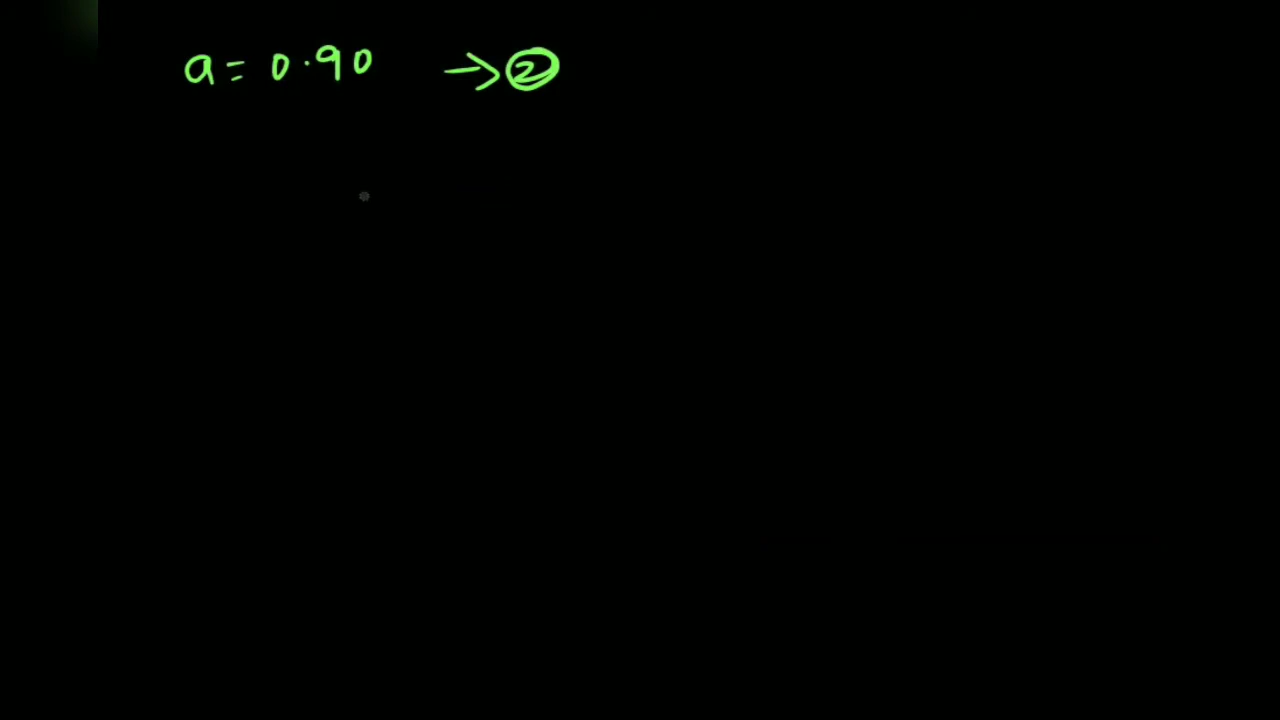 a = 0.90 → ②